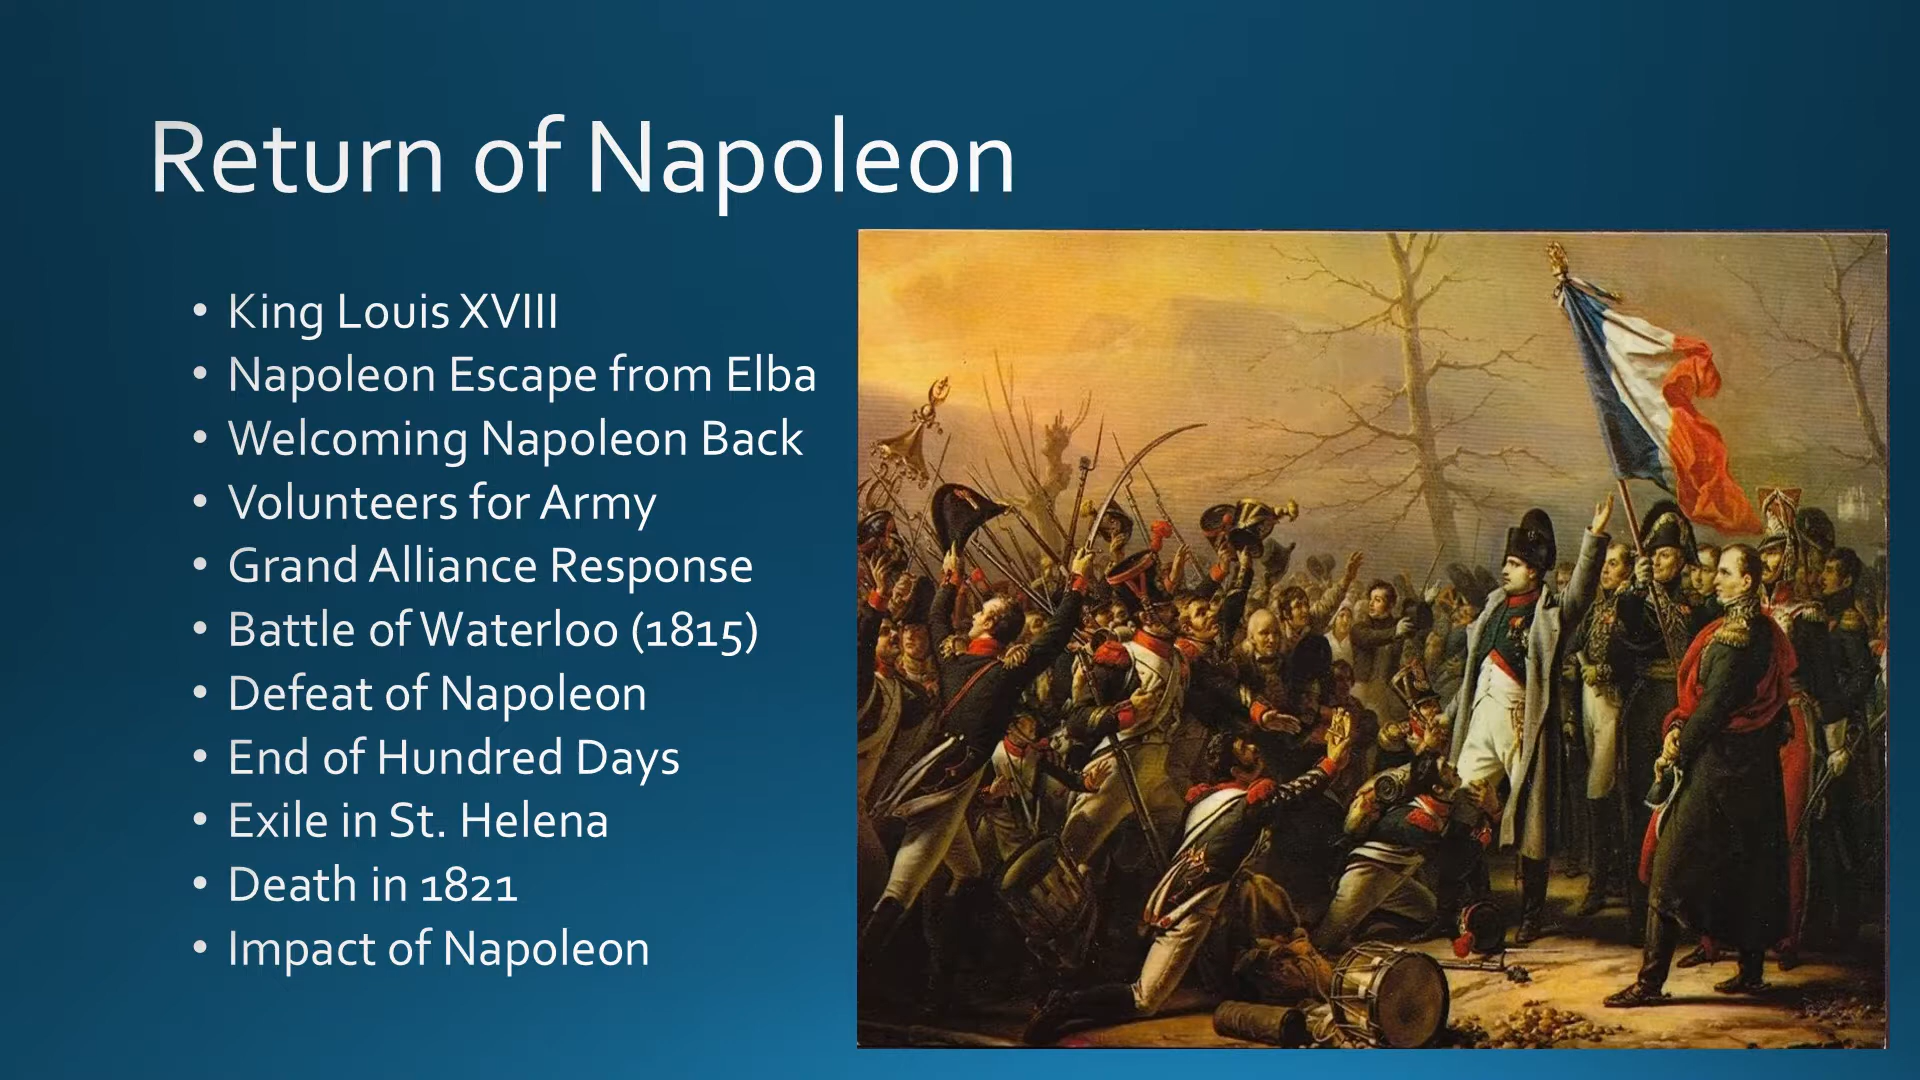 Return of Napoleon
• King Louis XVIII
• Napoleon Escape from Elba
• Welcoming Napoleon Back
• Volunteers for Army
• Grand Alliance Response
• Battle of Waterloo (1815)
• Defeat of Napoleon
• End of Hundred Days
• Exile in St. Helena
• Death in 1821
• Impact of Napoleon